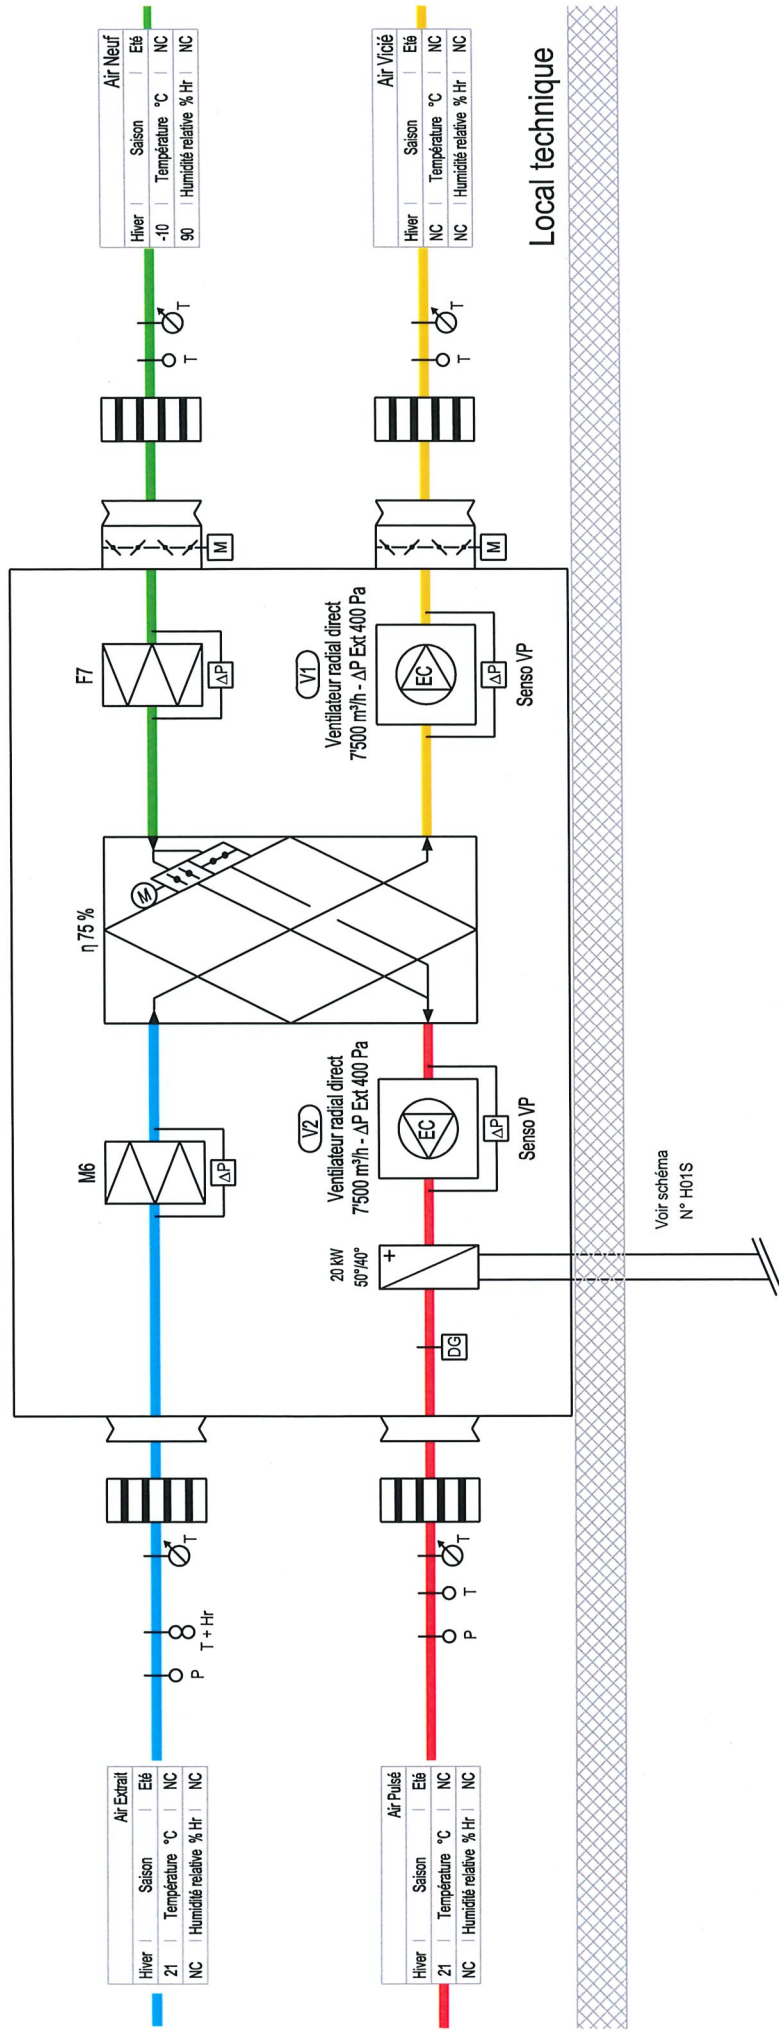 Air Neuf
Hiver | Saison | Eté
-10 | Température °C | NC
90 | Humidité relative % Hr | NC
T
T
M
F7
ΔP
η 75 %
M
M6
ΔP
T
T + Hr
P
Air Extrait
Hiver | Saison | Eté
21 | Température °C | NC
NC | Humidité relative % Hr | NC
Air Vicié
Hiver | Saison | Eté
NC | Température °C | NC
NC | Humidité relative % Hr | NC
T
T
M
V1
Ventilateur radial direct
7'500 m³/h - ΔP Ext 400 Pa
EC
ΔP
Senso VP
V2
Ventilateur radial direct
7'500 m³/h - ΔP Ext 400 Pa
EC
ΔP
Senso VP
20 kW
50°/40°
+
DG
T
T
P
Air Pulsé
Hiver | Saison | Eté
21 | Température °C | NC
NC | Humidité relative % Hr | NC
Local technique
Voir schéma
N° H01S